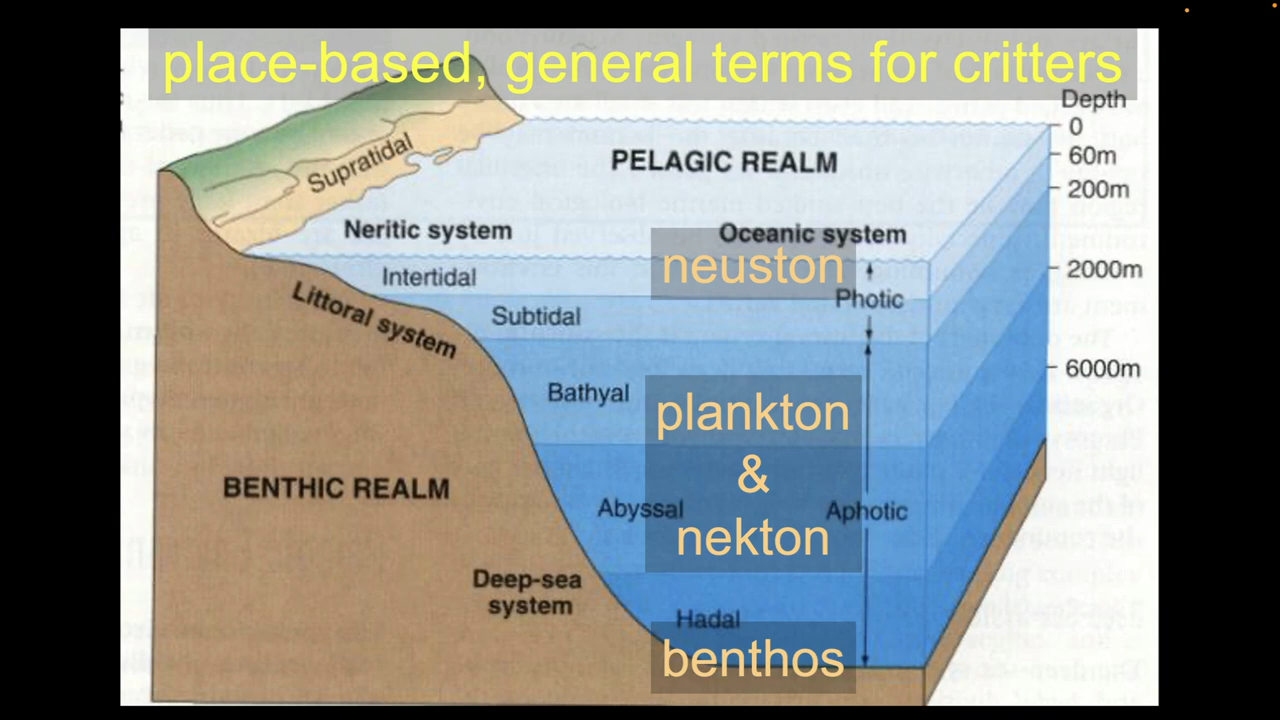 place-based, general terms for critters
Depth
0
60m
200m
2000m
6000m
Supratidal
PELAGIC REALM
Neritic system
Oceanic system
neuston
Intertidal
Photic
Littoral system
Subtidal
Bathyal
plankton
&
nekton
BENTHIC REALM
Abyssal
Aphotic
Deep-sea
system
Hadal
benthos